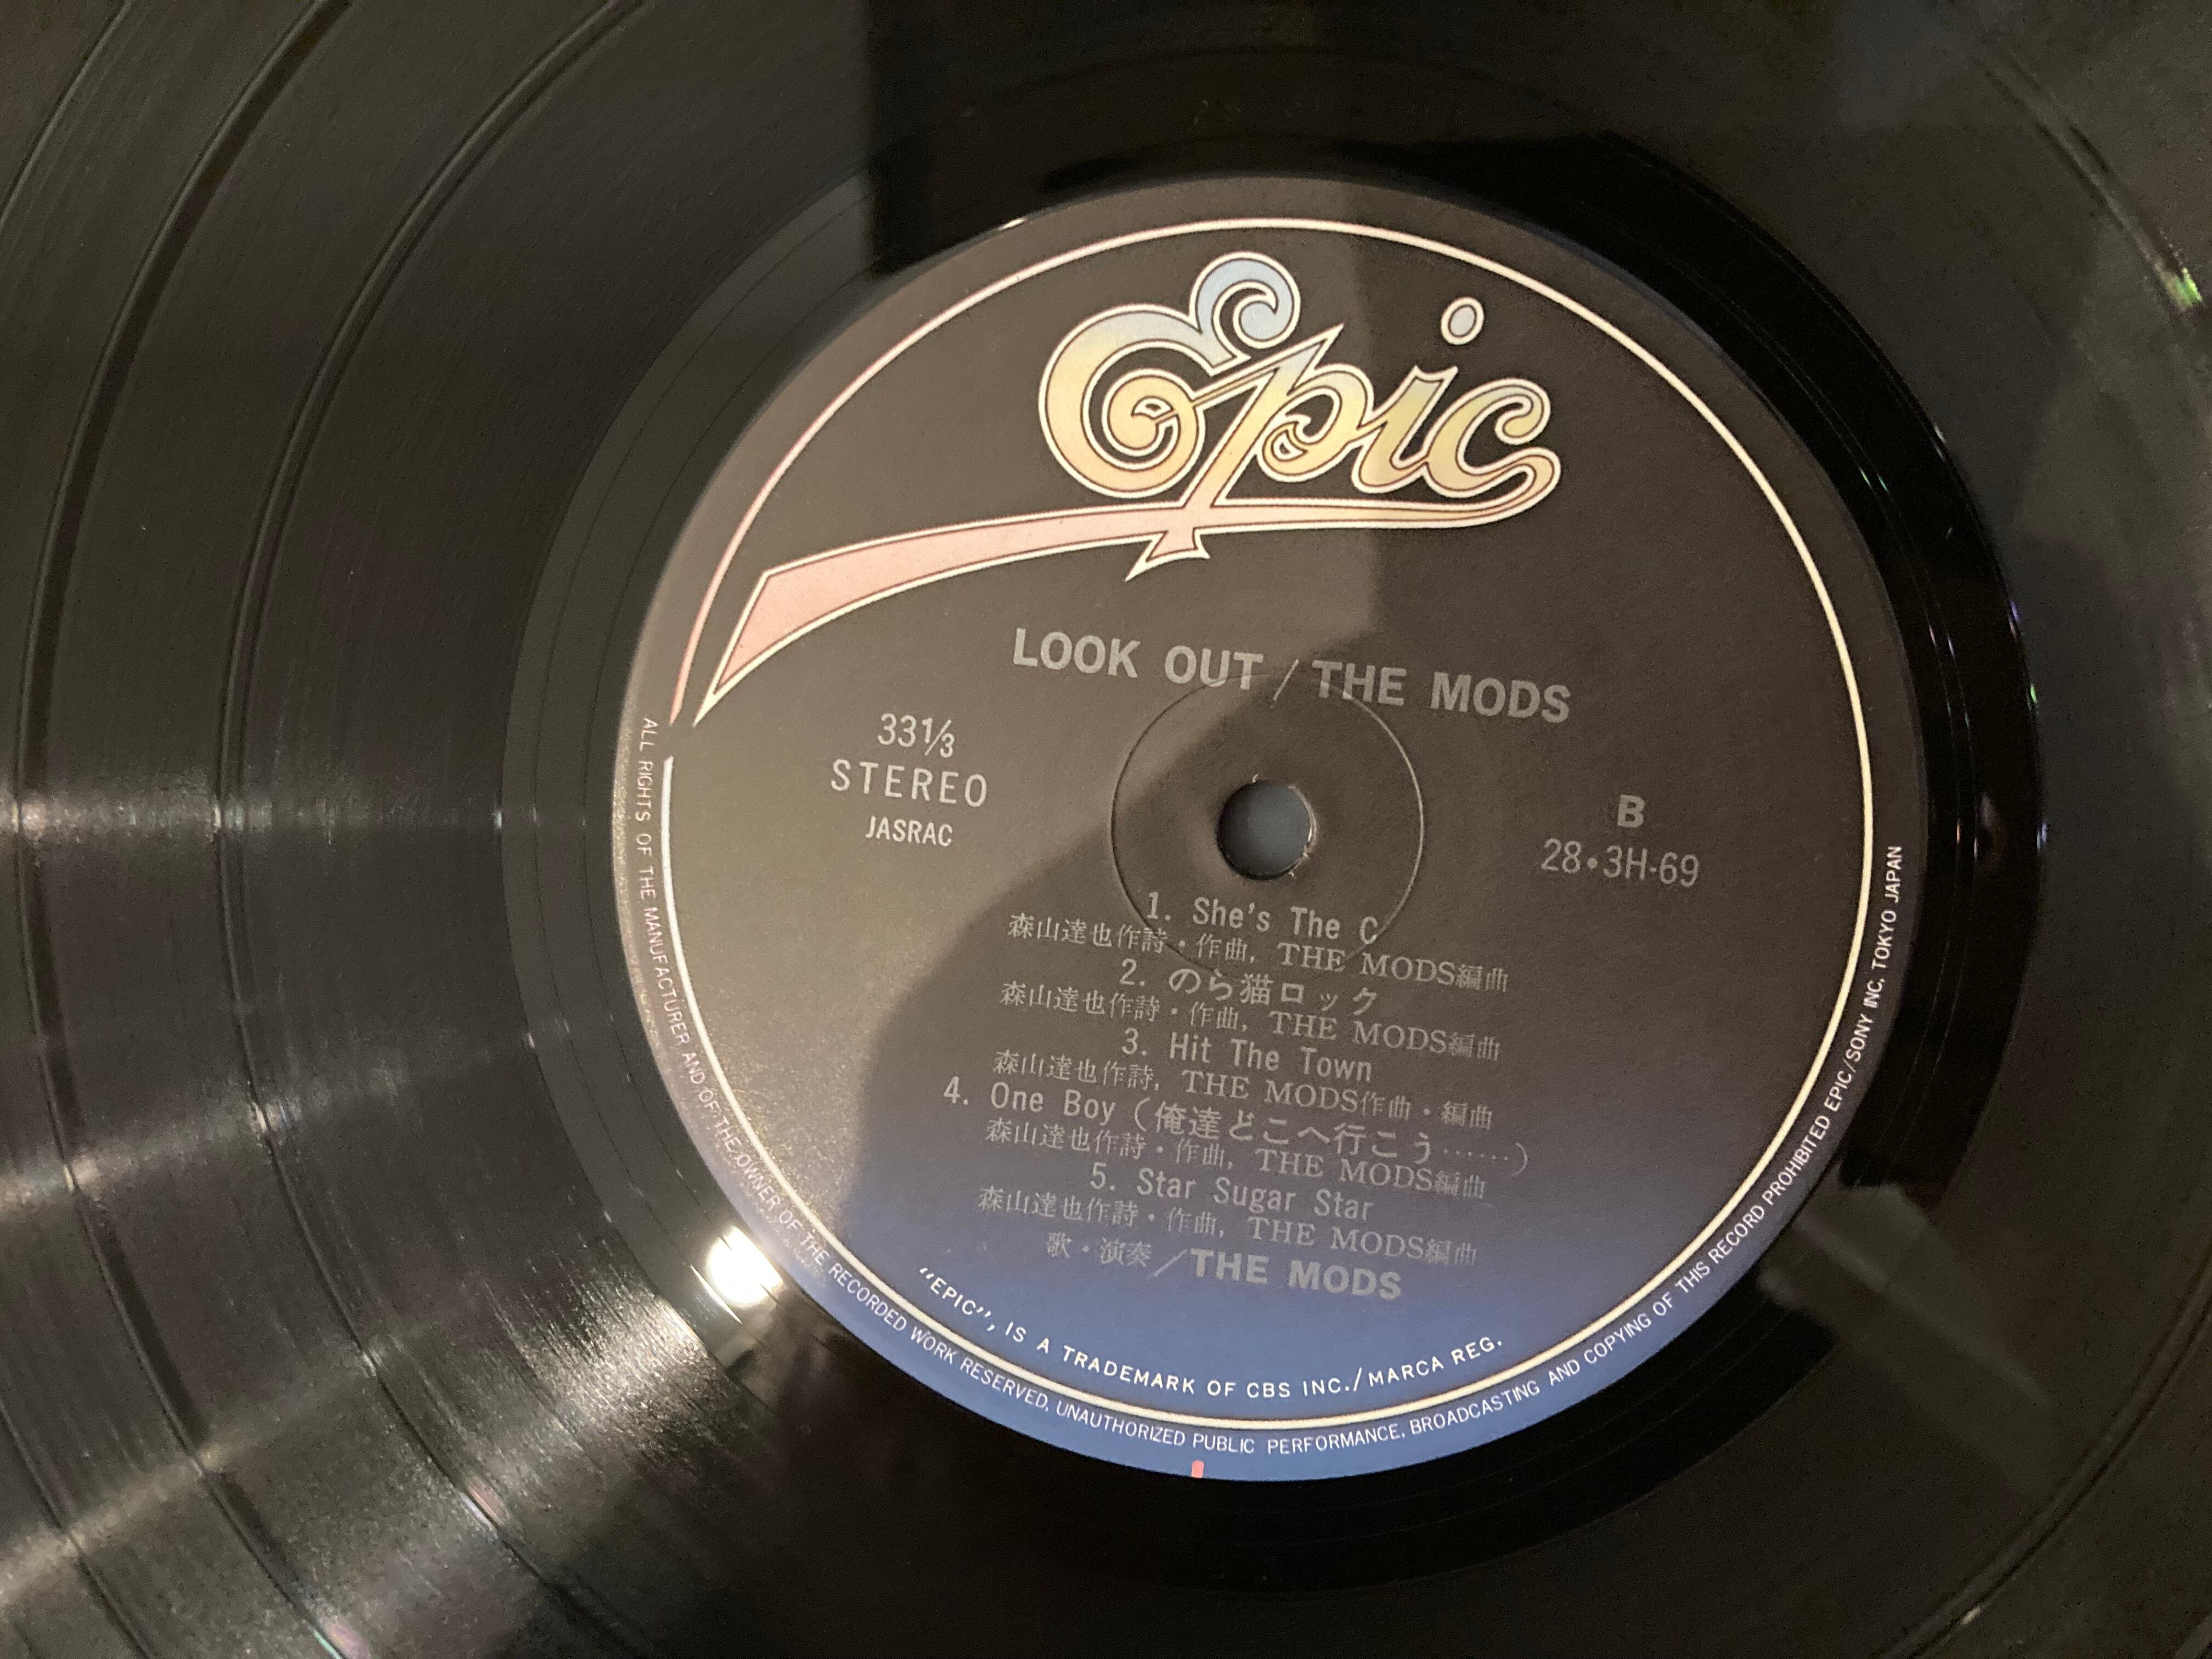 Epic
LOOK OUT / THE MODS
33⅓
STEREO
JASRAC
B
28•3H-69
1. She's The C
森山達也作詩・作曲, THE MODS編曲
2. のら猫ロック
森山達也作詩・作曲, THE MODS編曲
3. Hit The Town
森山達也作詩, THE MODS作曲・編曲
4. One Boy (俺達どこへ行こう……)
森山達也作詩・作曲, THE MODS編曲
5. Star Sugar Star
森山達也作詩・作曲, THE MODS編曲
歌・演奏／THE MODS
“EPIC”, IS A TRADEMARK OF CBS INC./MARCA REG.
ALL RIGHTS OF THE MANUFACTURER AND OF THE OWNER OF THE RECORDED WORK RESERVED. UNAUTHORIZED PUBLIC PERFORMANCE, BROADCASTING AND COPYING OF THIS RECORD PROHIBITED EPIC/SONY INC. TOKYO JAPAN